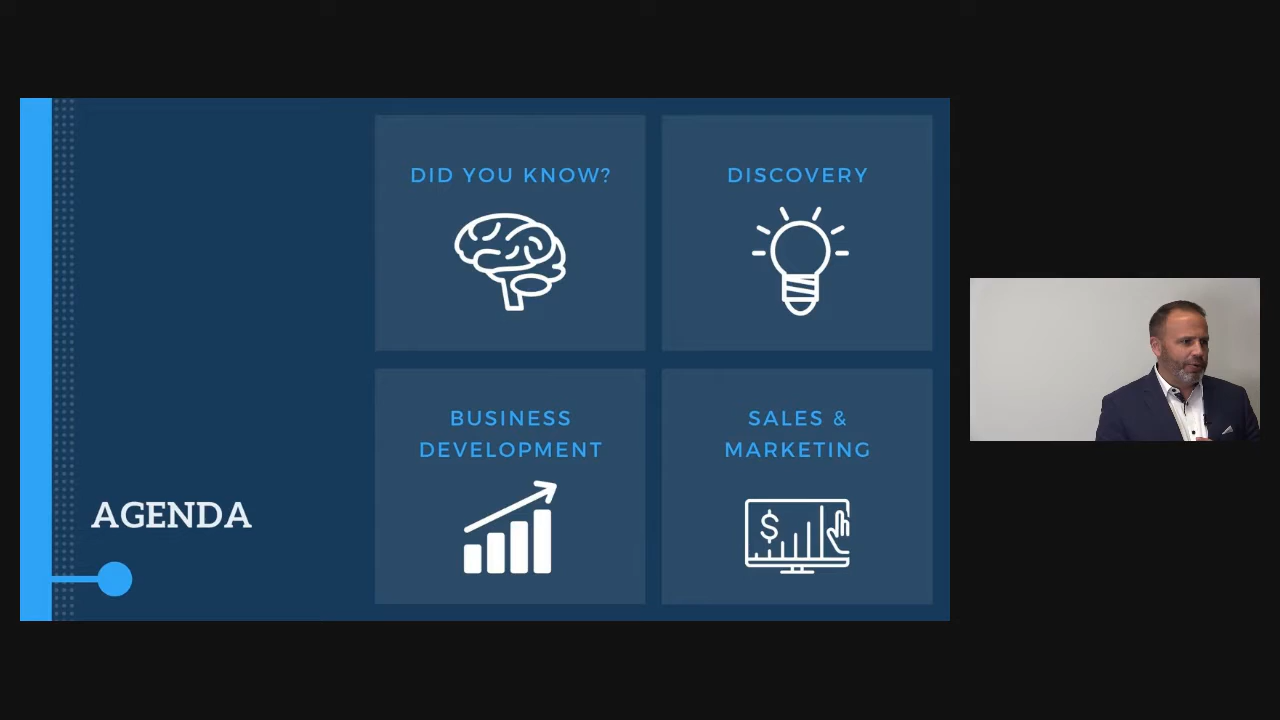 DID YOU KNOW?
DISCOVERY
BUSINESS
DEVELOPMENT
SALES &
MARKETING
$
AGENDA